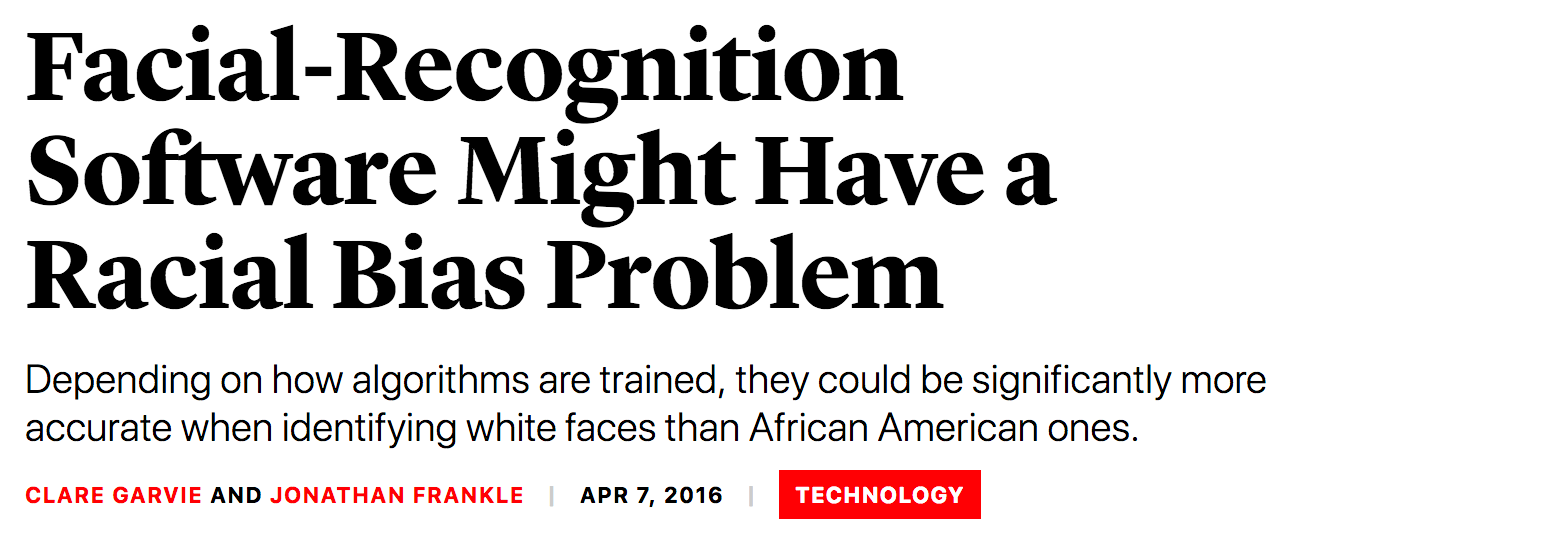 Facial-Recognition
Software Might Have a
Racial Bias Problem
Depending on how algorithms are trained, they could be significantly more
accurate when identifying white faces than African American ones.
CLARE GARVIE AND JONATHAN FRANKLE | APR 7, 2016 | TECHNOLOGY